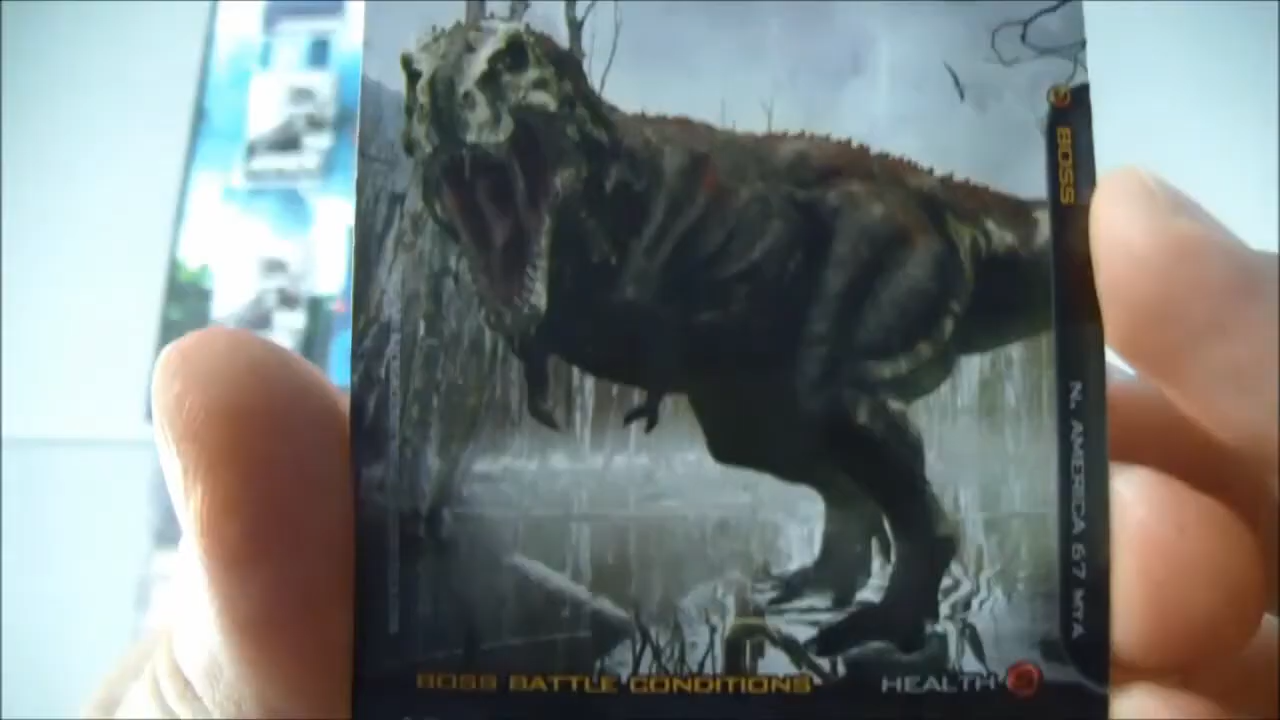 BOSS
N. AMERICA 67 MYA
BOSS BATTLE CONDITIONS
HEALTH